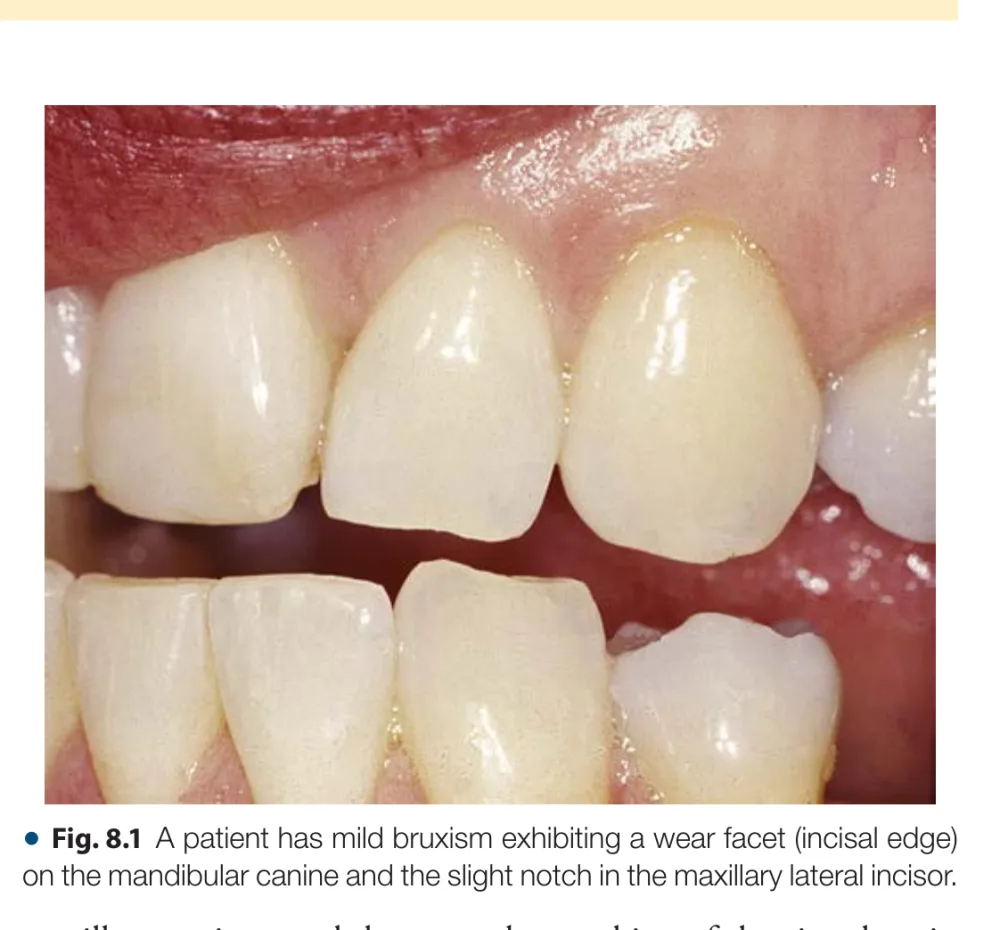 • Fig. 8.1 A patient has mild bruxism exhibiting a wear facet (incisal edge)
on the mandibular canine and the slight notch in the maxillary lateral incisor.